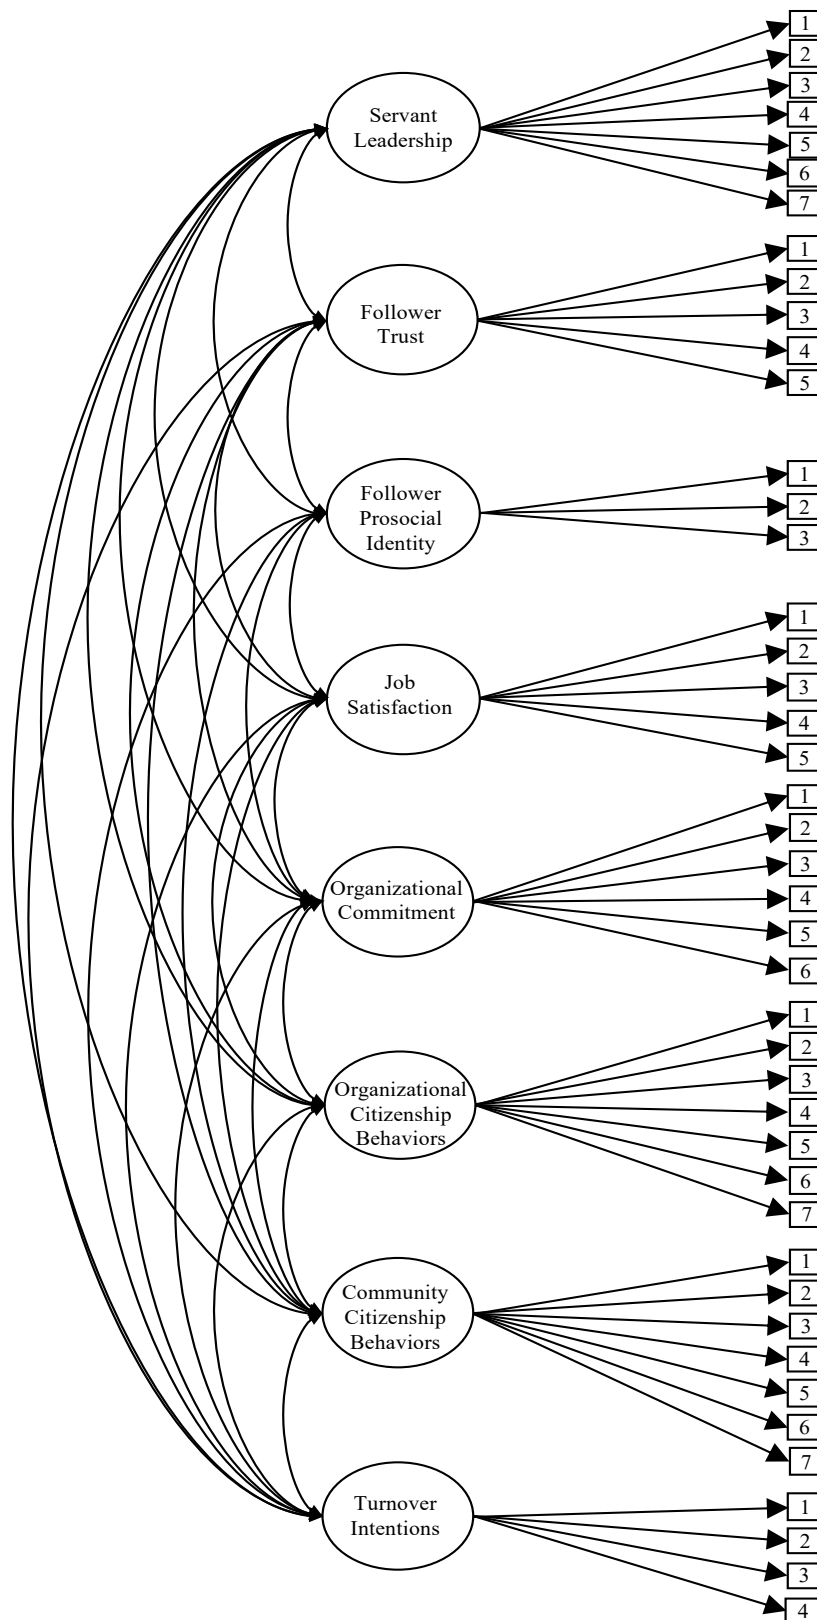 1
2
3
4
5
6
7
Servant
Leadership
1
2
3
4
5
Follower
Trust
1
2
3
Follower
Prosocial
Identity
1
2
3
4
5
Job
Satisfaction
1
2
3
4
5
6
Organizational
Commitment
1
2
3
4
5
6
7
Organizational
Citizenship
Behaviors
1
2
3
4
5
6
7
Community
Citizenship
Behaviors
1
2
3
4
Turnover
Intentions